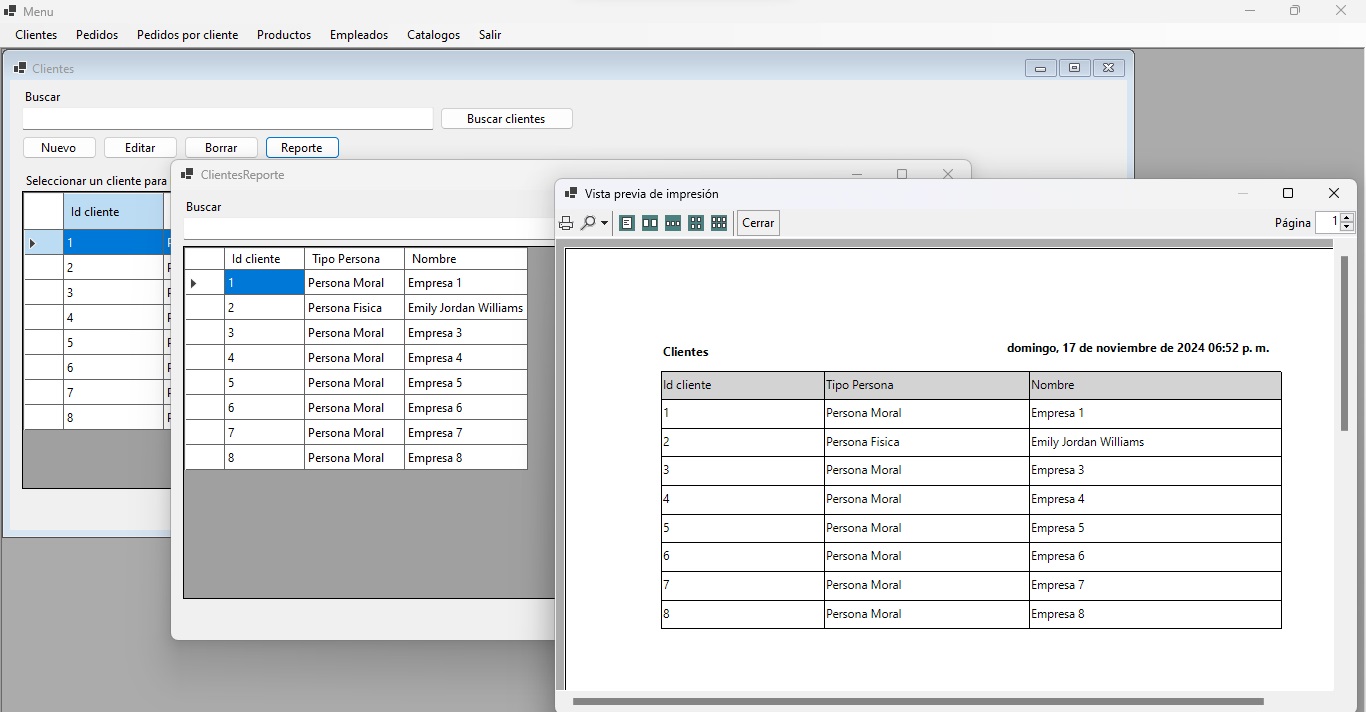 Menu
Clientes Pedidos Pedidos por cliente Productos Empleados Catalogos Salir
Clientes
Buscar
Buscar clientes
Nuevo Editar Borrar Reporte
Seleccionar un cliente para
Id cliente
1
2
3
4
5
6
7
8
ClientesReporte
Buscar
Id cliente Tipo Persona Nombre
1 Persona Moral Empresa 1
2 Persona Fisica Emily Jordan Williams
3 Persona Moral Empresa 3
4 Persona Moral Empresa 4
5 Persona Moral Empresa 5
6 Persona Moral Empresa 6
7 Persona Moral Empresa 7
8 Persona Moral Empresa 8
Vista previa de impresión
Cerrar Página 1
Clientes domingo, 17 de noviembre de 2024 06:52 p. m.
Id cliente Tipo Persona Nombre
1 Persona Moral Empresa 1
2 Persona Fisica Emily Jordan Williams
3 Persona Moral Empresa 3
4 Persona Moral Empresa 4
5 Persona Moral Empresa 5
6 Persona Moral Empresa 6
7 Persona Moral Empresa 7
8 Persona Moral Empresa 8